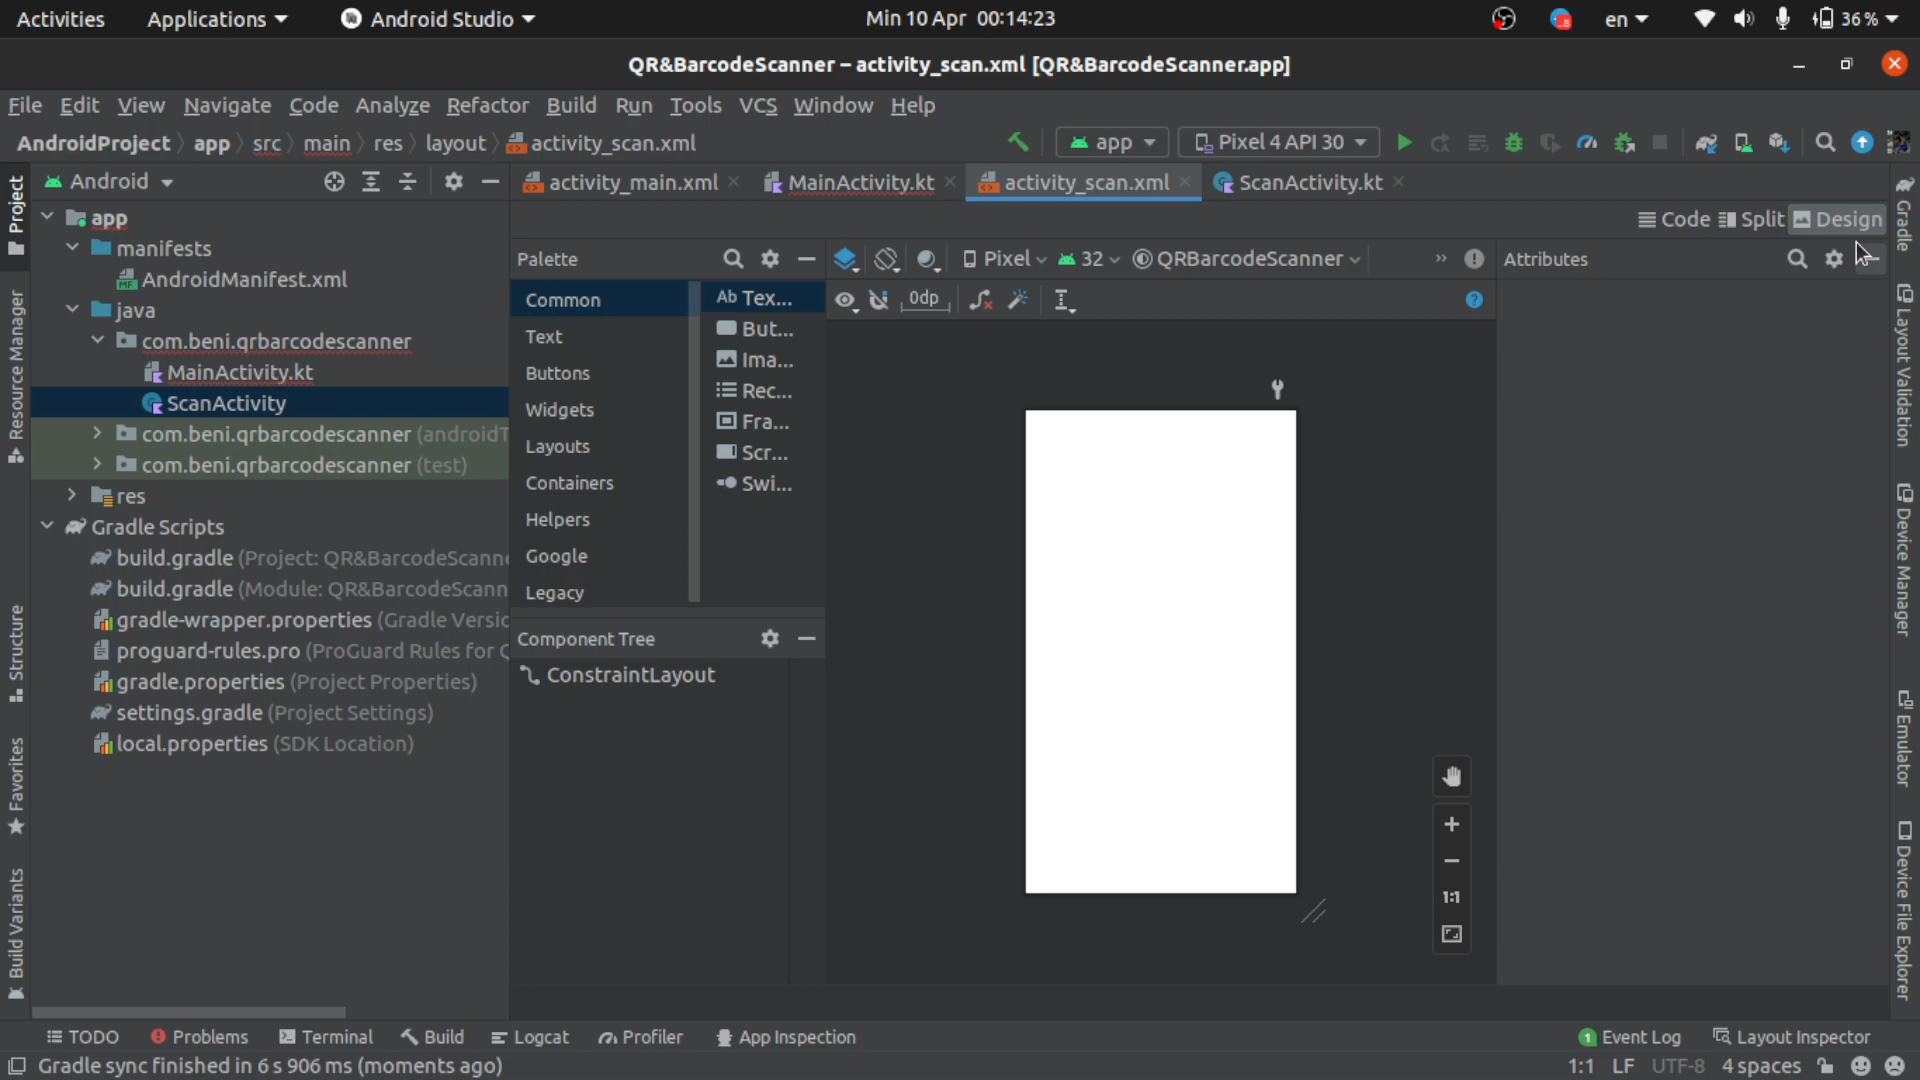 Activities Applications Android Studio Min 10 Apr 00:14:23 8 en 36 %
QR&BarcodeScanner – activity_scan.xml [QR&BarcodeScanner.app]
File Edit View Navigate Code Analyze Refactor Build Run Tools VCS Window Help
AndroidProject app src main res layout activity_scan.xml app Pixel 4 API 30
Android activity_main.xml MainActivity.kt activity_scan.xml ScanActivity.kt
Code Split Design
Palette Pixel 32 QRBarcodeScanner » Attributes
0dp
Project
Resource Manager
Structure
Favorites
Build Variants
app
manifests
AndroidManifest.xml
java
com.beni.qrbarcodescanner
MainActivity.kt
ScanActivity
com.beni.qrbarcodescanner (androidT
com.beni.qrbarcodescanner (test)
res
Gradle Scripts
build.gradle (Project: QR&BarcodeScann
build.gradle (Module: QR&BarcodeScann
gradle-wrapper.properties (Gradle Versio
proguard-rules.pro (ProGuard Rules for
gradle.properties (Project Properties)
settings.gradle (Project Settings)
local.properties (SDK Location)
Common
Text
Buttons
Widgets
Layouts
Containers
Helpers
Google
Legacy
Ab Tex...
But...
Ima...
Rec...
Fra...
Scr...
Swi...
Component Tree
ConstraintLayout
1:1
Gradle
Layout Validation
Device Manager
Emulator
Device File Explorer
TODO Problems Terminal Build Logcat Profiler App Inspection 1 Event Log Layout Inspector
Gradle sync finished in 6 s 906 ms (moments ago) 1:1 LF UTF-8 4 spaces